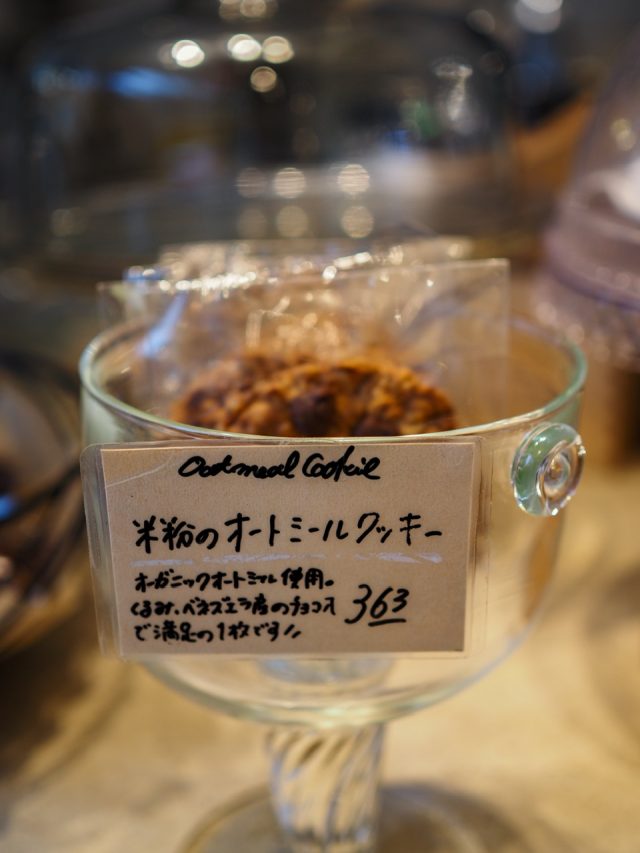 Oatmeal Cookie
米粉のオートミールクッキー
オーガニックオートミール使用。
くるみ、ベネズエラ産のチョコ入
で満足の1枚です!!
363